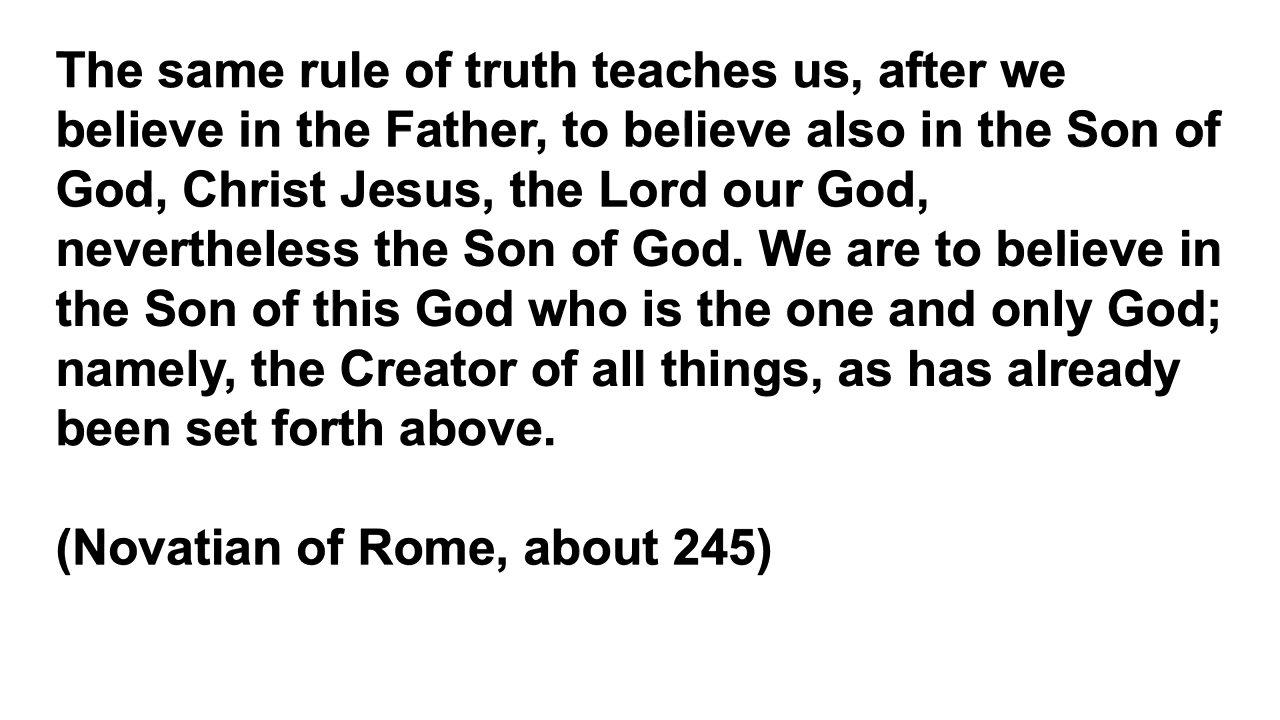 The same rule of truth teaches us, after we
believe in the Father, to believe also in the Son of
God, Christ Jesus, the Lord our God,
nevertheless the Son of God. We are to believe in
the Son of this God who is the one and only God;
namely, the Creator of all things, as has already
been set forth above.
(Novatian of Rome, about 245)